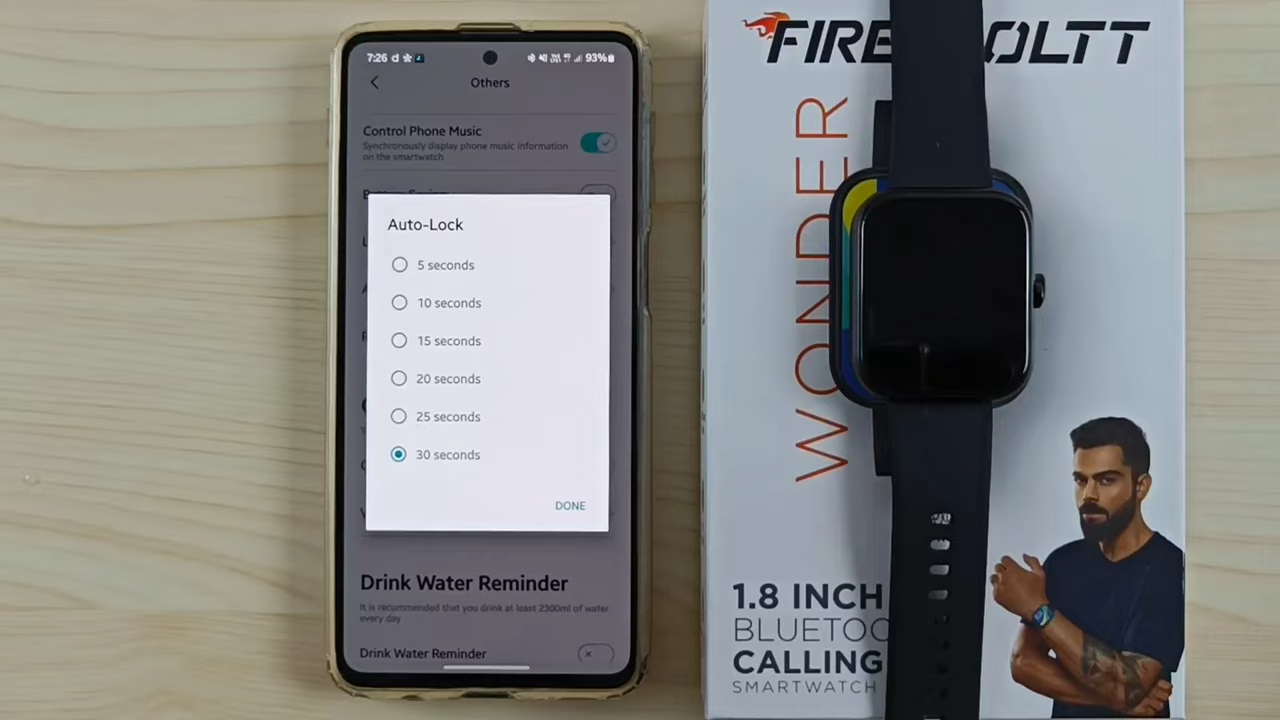 7:26
93%
Others
Control Phone Music
Synchronously display phone music information
on the smartwatch
Auto-Lock
5 seconds
10 seconds
15 seconds
20 seconds
25 seconds
30 seconds
DONE
Drink Water Reminder
It is recommended that you drink at least 2300ml of water
every day
Drink Water Reminder
FIRE OLTT
WONDER
1.8 INCH
BLUETOO
CALLING
SMARTWATCH